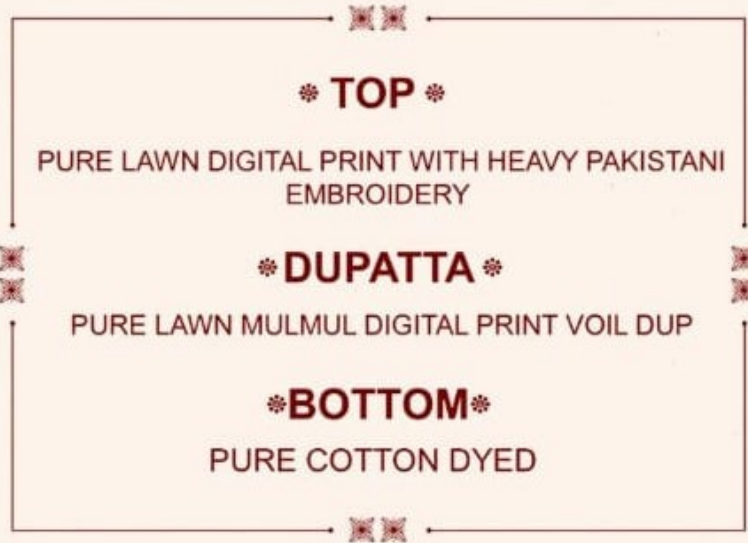 TOP
PURE LAWN DIGITAL PRINT WITH HEAVY PAKISTANI
EMBROIDERY
DUPATTA
PURE LAWN MULMUL DIGITAL PRINT VOIL DUP
BOTTOM
PURE COTTON DYED